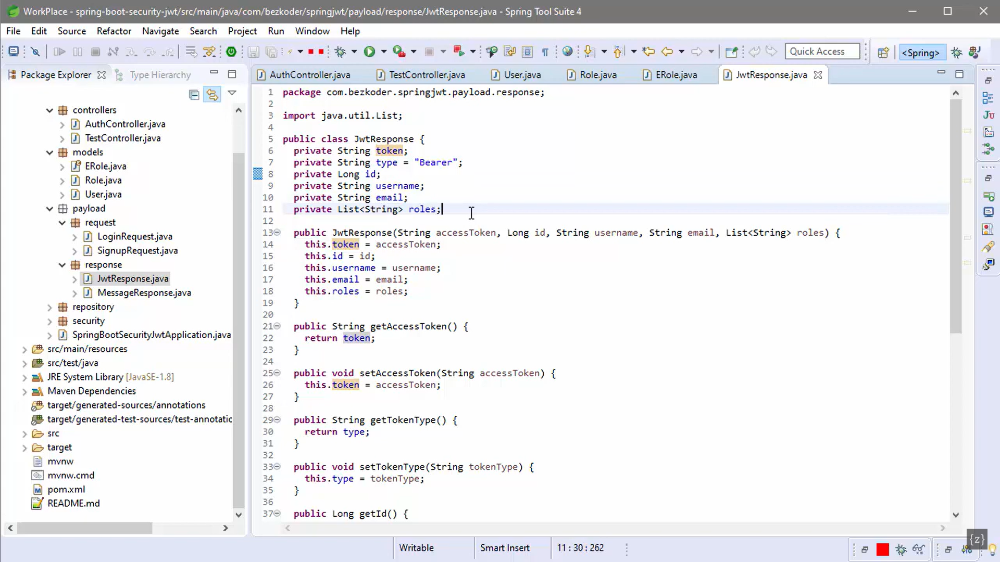 WorkPlace - spring-boot-security-jwt/src/main/java/com/bezkoder/springjwt/payload/response/JwtResponse.java - Spring Tool Suite 4
File Edit Source Refactor Navigate Search Project Run Window Help
Quick Access
<Spring>
Package Explorer
Type Hierarchy
controllers
AuthController.java
TestController.java
models
ERole.java
Role.java
User.java
payload
request
LoginRequest.java
SignupRequest.java
response
JwtResponse.java
MessageResponse.java
repository
security
SpringBootSecurityJwtApplication.java
src/main/resources
src/test/java
JRE System Library [JavaSE-1.8]
Maven Dependencies
target/generated-sources/annotations
target/generated-test-sources/test-annotatic
src
target
mvnw
mvnw.cmd
pom.xml
README.md
AuthController.java TestController.java User.java Role.java ERole.java JwtResponse.java
1 package com.bezkoder.springjwt.payload.response;
2
3 import java.util.List;
4
5 public class JwtResponse {
6 private String token;
7 private String type = "Bearer";
8 private Long id;
9 private String username;
10 private String email;
11 private List<String> roles;
12
13 public JwtResponse(String accessToken, Long id, String username, String email, List<String> roles) {
14 this.token = accessToken;
15 this.id = id;
16 this.username = username;
17 this.email = email;
18 this.roles = roles;
19 }
20
21 public String getAccessToken() {
22 return token;
23 }
24
25 public void setAccessToken(String accessToken) {
26 this.token = accessToken;
27 }
28
29 public String getTokenType() {
30 return type;
31 }
32
33 public void setTokenType(String tokenType) {
34 this.type = tokenType;
35 }
36
37 public Long getId() {
JU
Writable
Smart Insert
11 : 30 : 262
{z}